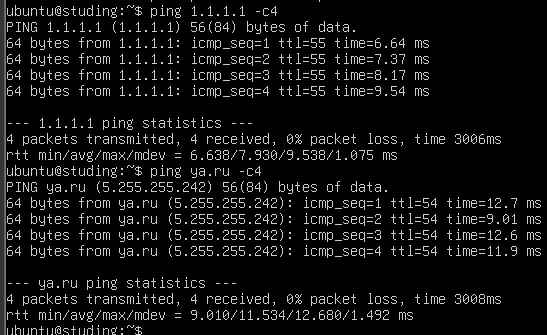 ubuntu@studing:~$ ping 1.1.1.1 -c4
PING 1.1.1.1 (1.1.1.1) 56(84) bytes of data.
64 bytes from 1.1.1.1: icmp_seq=1 ttl=55 time=6.64 ms
64 bytes from 1.1.1.1: icmp_seq=2 ttl=55 time=7.37 ms
64 bytes from 1.1.1.1: icmp_seq=3 ttl=55 time=8.17 ms
64 bytes from 1.1.1.1: icmp_seq=4 ttl=55 time=9.54 ms
--- 1.1.1.1 ping statistics ---
4 packets transmitted, 4 received, 0% packet loss, time 3006ms
rtt min/avg/max/mdev = 6.638/7.930/9.538/1.075 ms
ubuntu@studing:~$ ping ya.ru -c4
PING ya.ru (5.255.255.242) 56(84) bytes of data.
64 bytes from ya.ru (5.255.255.242): icmp_seq=1 ttl=54 time=12.7 ms
64 bytes from ya.ru (5.255.255.242): icmp_seq=2 ttl=54 time=9.01 ms
64 bytes from ya.ru (5.255.255.242): icmp_seq=3 ttl=54 time=12.6 ms
64 bytes from ya.ru (5.255.255.242): icmp_seq=4 ttl=54 time=11.9 ms
--- ya.ru ping statistics ---
4 packets transmitted, 4 received, 0% packet loss, time 3008ms
rtt min/avg/max/mdev = 9.010/11.534/12.680/1.492 ms
ubuntu@studing:~$